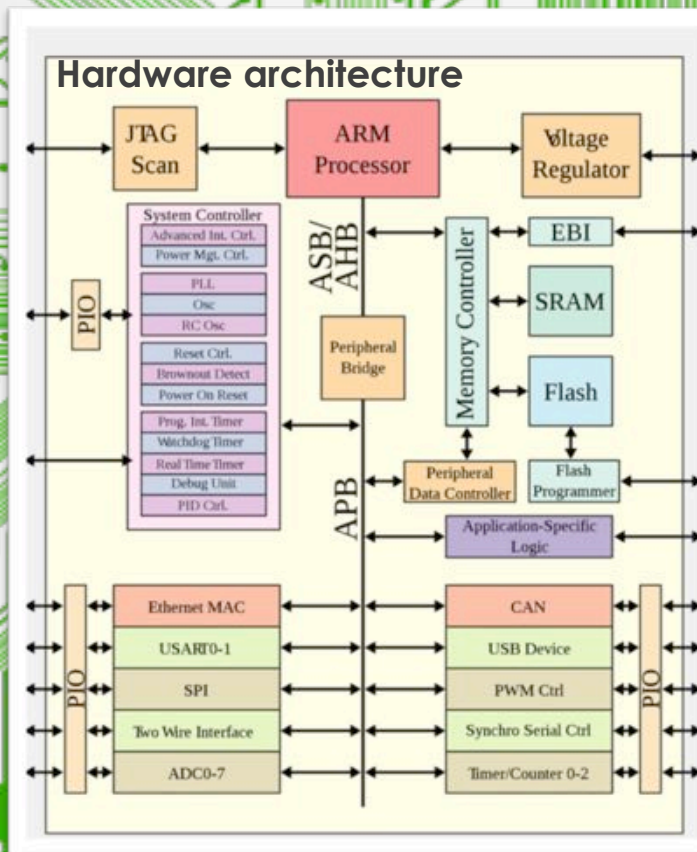 Hardware architecture
JTAG
Scan
ARM
Processor
Voltage
Regulator
System Controller
Advanced Int. Ctrl.
Power Mgt. Ctrl.
PLL
Osc
RC Osc
Reset Ctrl.
Brownout Detect
Power On Reset
Prog. Int. Timer
Watchdog Timer
Real Time Timer
Debug Unit
PID Ctrl.
PIO
ASB/
AHB
Peripheral
Bridge
APB
Memory Controller
EBI
SRAM
Flash
Peripheral
Data Controller
Flash
Programmer
Application-Specific
Logic
PIO
Ethernet MAC
USART0-1
SPI
Two Wire Interface
ADC0-7
CAN
USB Device
PWM Ctrl
Synchro Serial Ctrl
Timer/Counter 0-2
PIO